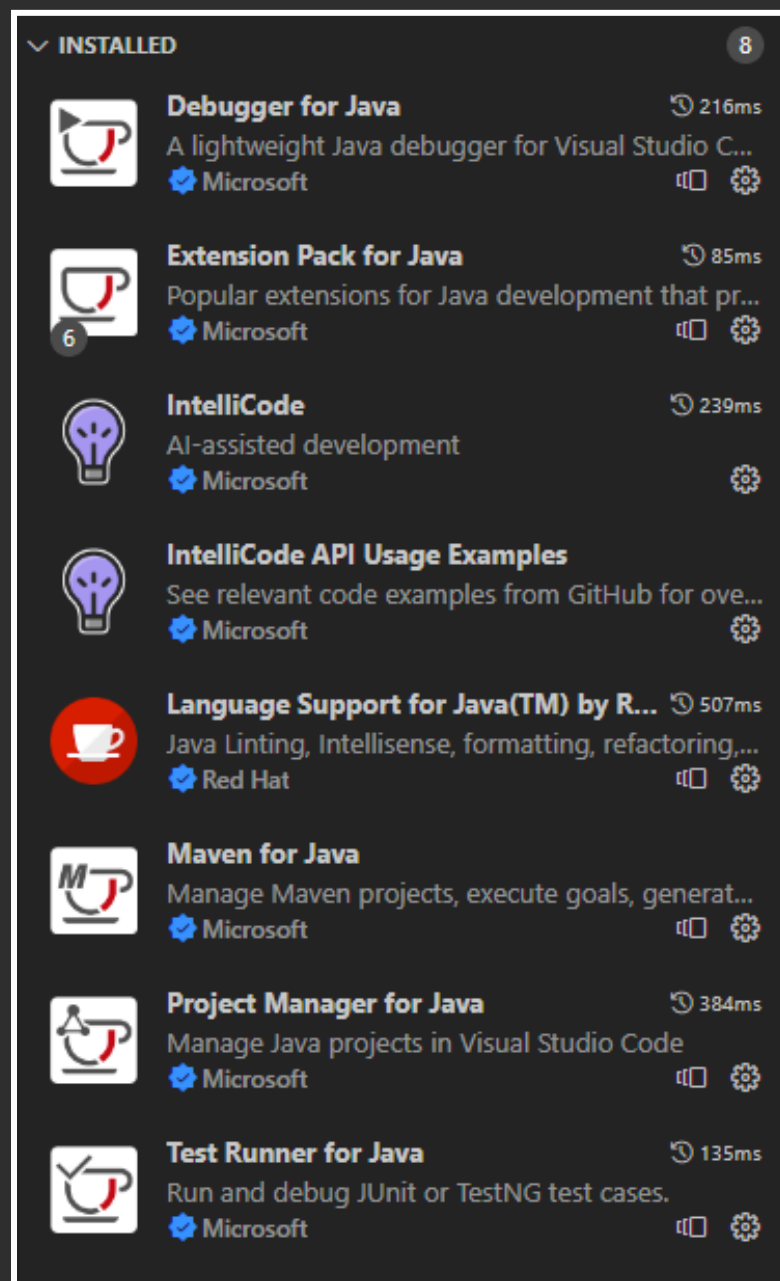 INSTALLED 8
Debugger for Java 216ms
A lightweight Java debugger for Visual Studio C...
Microsoft
Extension Pack for Java 85ms
Popular extensions for Java development that pr...
6 Microsoft
IntelliCode 239ms
AI-assisted development
Microsoft
IntelliCode API Usage Examples
See relevant code examples from GitHub for ove...
Microsoft
Language Support for Java(TM) by R... 507ms
Java Linting, Intellisense, formatting, refactoring,...
Red Hat
Maven for Java
M
Manage Maven projects, execute goals, generat...
Microsoft
Project Manager for Java 384ms
Manage Java projects in Visual Studio Code
Microsoft
Test Runner for Java 135ms
Run and debug JUnit or TestNG test cases.
Microsoft